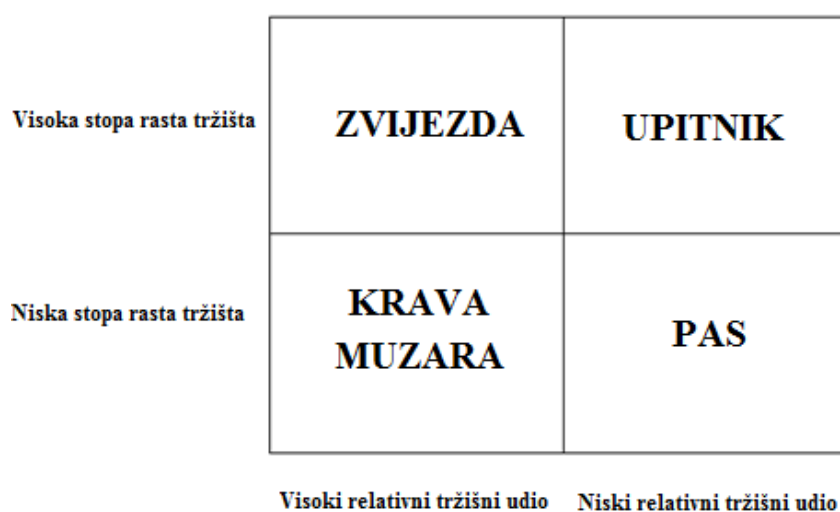 Visoka stopa rasta tržišta
ZVIJEZDA
UPITNIK
Niska stopa rasta tržišta
KRAVA
MUZARA
PAS
Visoki relativni tržišni udio
Niski relativni tržišni udio